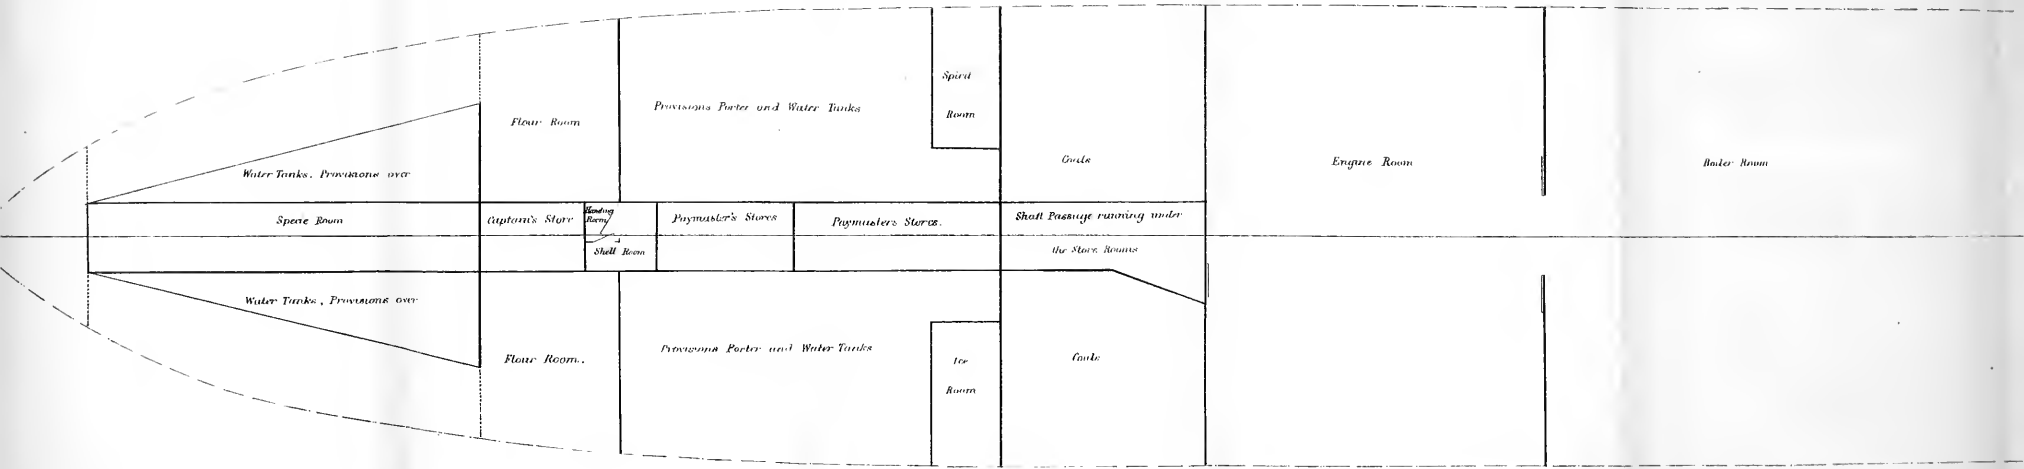 Water Tanks. Provisions over
Flour Room
Provisions Porter and Water Tanks
Spirit
Room
Coals
Engine Room
Boiler Room
Specie Room
Captain's Store
Handing
Room
Shell Room
Paymaster's Stores
Paymasters Stores.
Shaft Passage running under
the Store Rooms
Water Tanks, Provisions over
Flour Room.
Provisions Porter and Water Tanks
Ice
Room
Coals